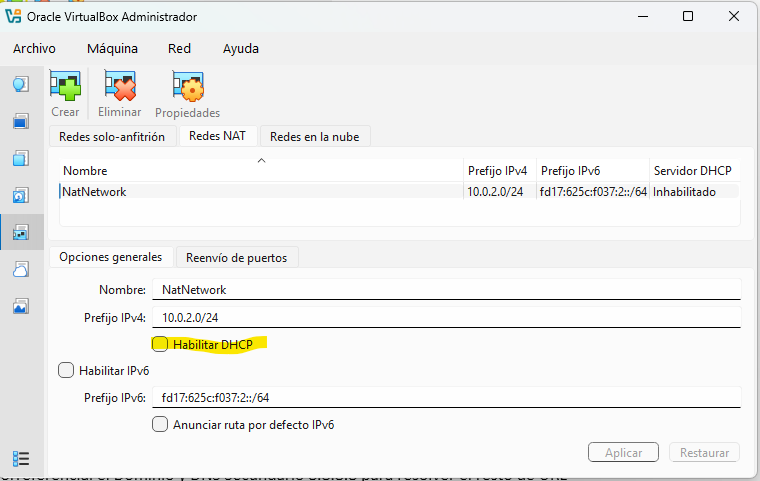 Oracle VirtualBox Administrador
Archivo Máquina Red Ayuda
Crear Eliminar Propiedades
Redes solo-anfitrión Redes NAT Redes en la nube
Nombre Prefijo IPv4 Prefijo IPv6 Servidor DHCP
NatNetwork 10.0.2.0/24 fd17:625c:f037:2::/64 Inhabilitado
Opciones generales Reenvío de puertos
Nombre: NatNetwork
Prefijo IPv4: 10.0.2.0/24
Habilitar DHCP
Habilitar IPv6
Prefijo IPv6: fd17:625c:f037:2::/64
Anunciar ruta por defecto IPv6
Aplicar Restaurar